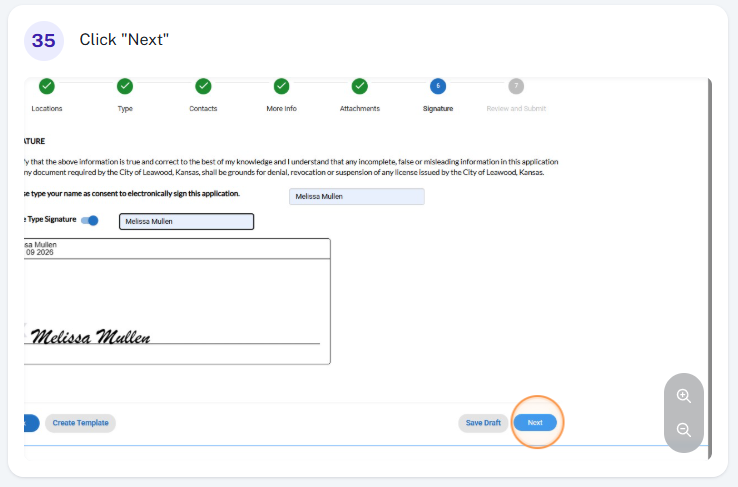 35 Click "Next"
6 7
Locations Type Contacts More Info Attachments Signature Review and Submit
TURE
y that the above information is true and correct to the best of my knowledge and I understand that any incomplete, false or misleading information in this application
ny document required by the City of Leawood, Kansas, shall be grounds for denial, revocation or suspension of any license issued by the City of Leawood, Kansas.
se type your name as consent to electronically sign this application. Melissa Mullen
e Type Signature Melissa Mullen
sa Mullen
09 2026
Melissa Mullen
Create Template Save Draft Next